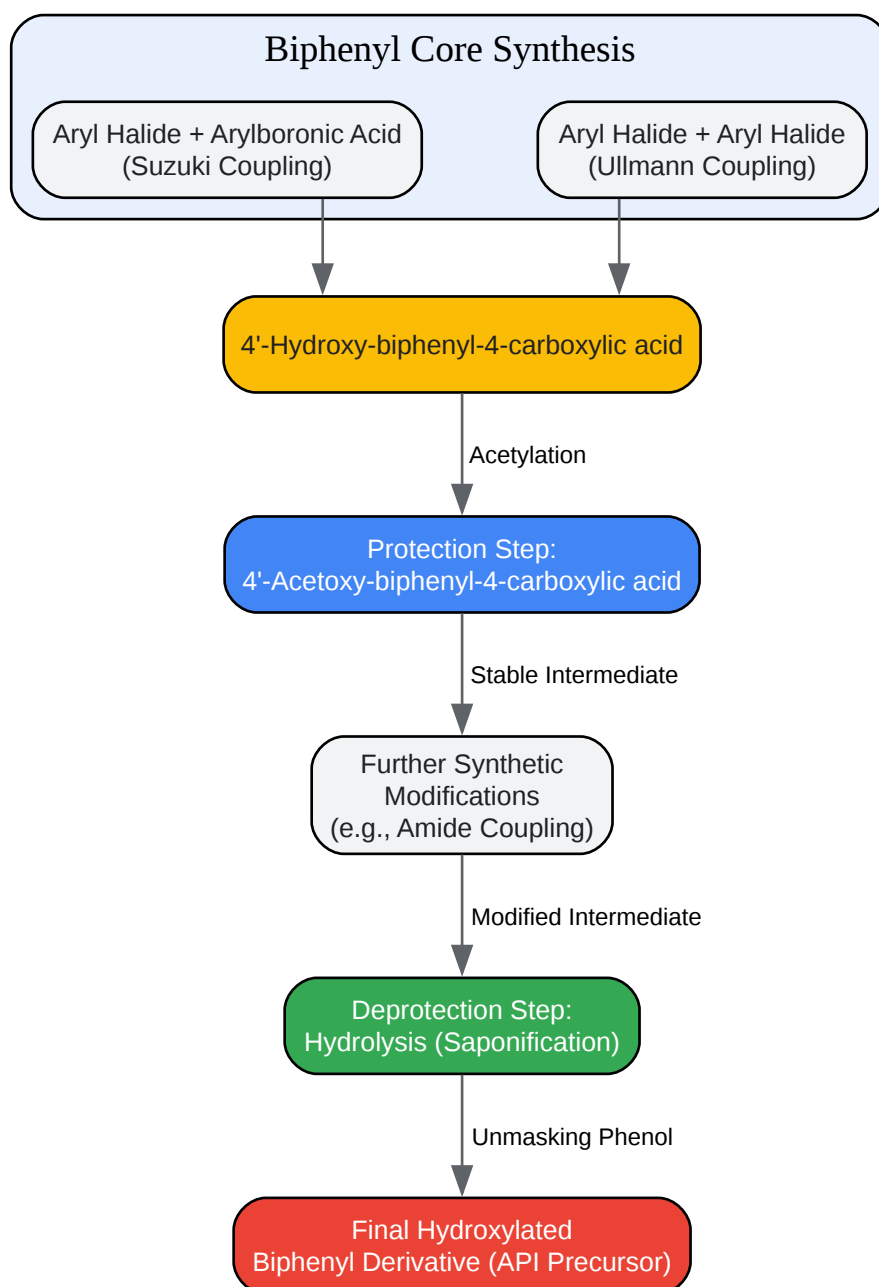 Biphenyl Core Synthesis
Aryl Halide + Arylboronic Acid
(Suzuki Coupling)
Aryl Halide + Aryl Halide
(Ullmann Coupling)
4'-Hydroxy-biphenyl-4-carboxylic acid
Acetylation
Protection Step:
4'-Acetoxy-biphenyl-4-carboxylic acid
Stable Intermediate
Further Synthetic
Modifications
(e.g., Amide Coupling)
Modified Intermediate
Deprotection Step:
Hydrolysis (Saponification)
Unmasking Phenol
Final Hydroxylated
Biphenyl Derivative (API Precursor)